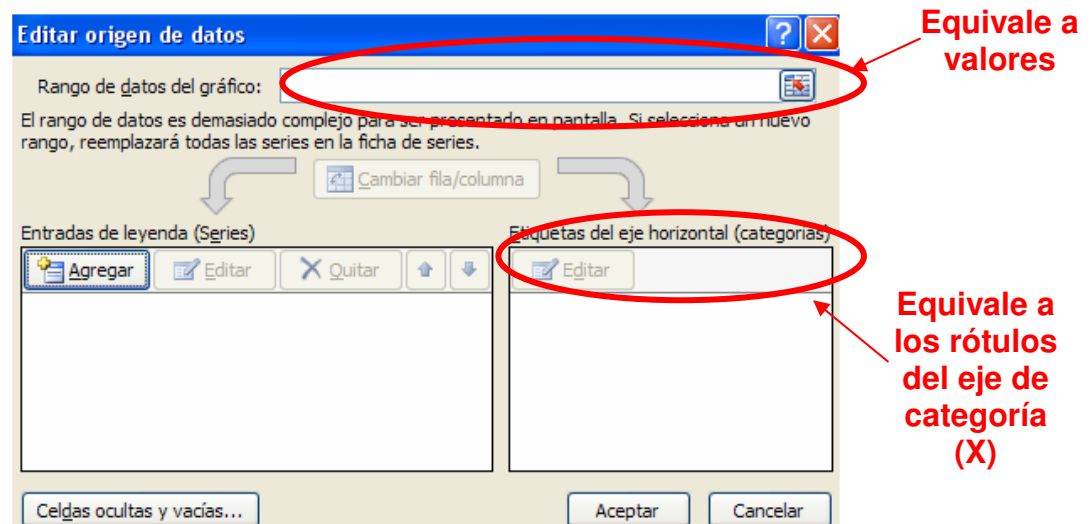 Editar origen de datos
Equivale a
valores
Rango de datos del gráfico:
El rango de datos es demasiado complejo para ser presentado en pantalla. Si selecciona un nuevo
rango, reemplazará todas las series en la ficha de series.
Cambiar fila/columna
Entradas de leyenda (Series)
Etiquetas del eje horizontal (categorías)
Agregar
Editar
Quitar
Editar
Equivale a
los rótulos
del eje de
categoría
(X)
Celdas ocultas y vacías...
Aceptar
Cancelar